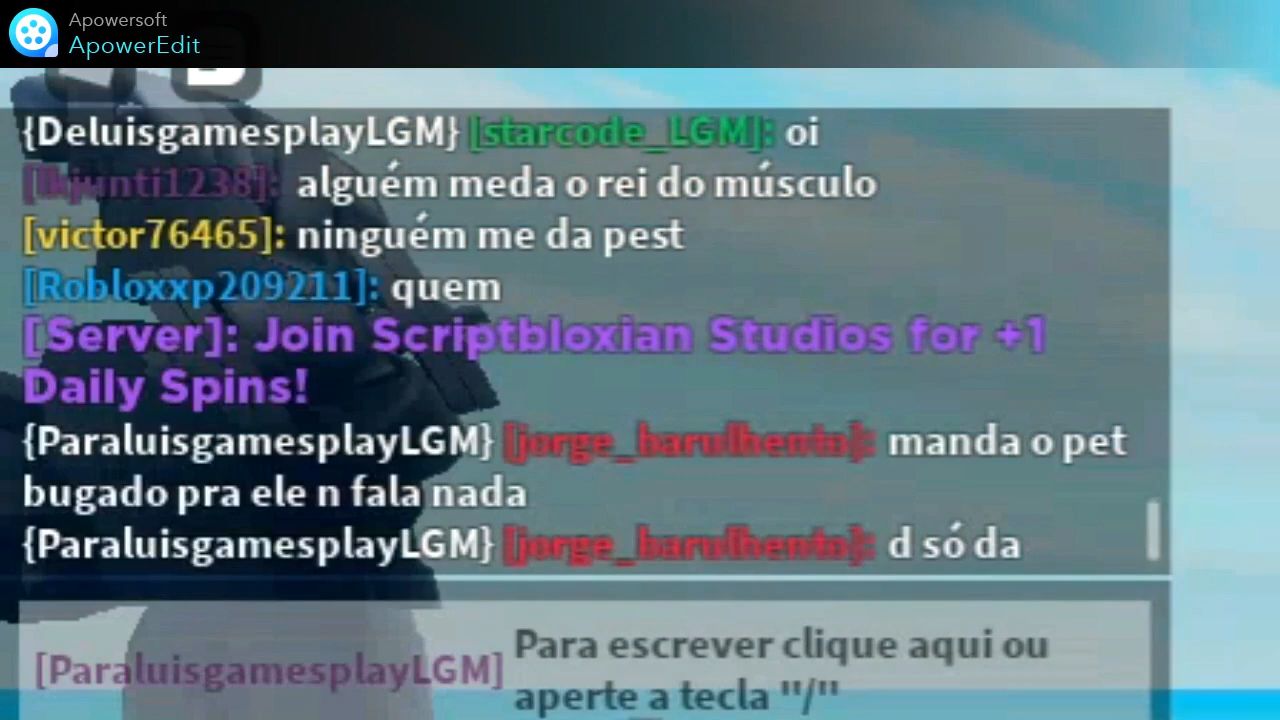 Apowersoft
ApowerEdit
{DeluisgamesplayLGM} [starcode_LGM]: oi
[lkjunti1238]: alguém meda o rei do músculo
[victor76465]: ninguém me da pest
[Robloxxp209211]: quem
[Server]: Join Scriptbloxian Studios for +1
Daily Spins!
{ParaluisgamesplayLGM} [jorge_barulhento]: manda o pet
bugado pra ele n fala nada
{ParaluisgamesplayLGM} [jorge_barulhento]: d só da
[ParaluisgamesplayLGM] Para escrever clique aqui ou
aperte a tecla "/"